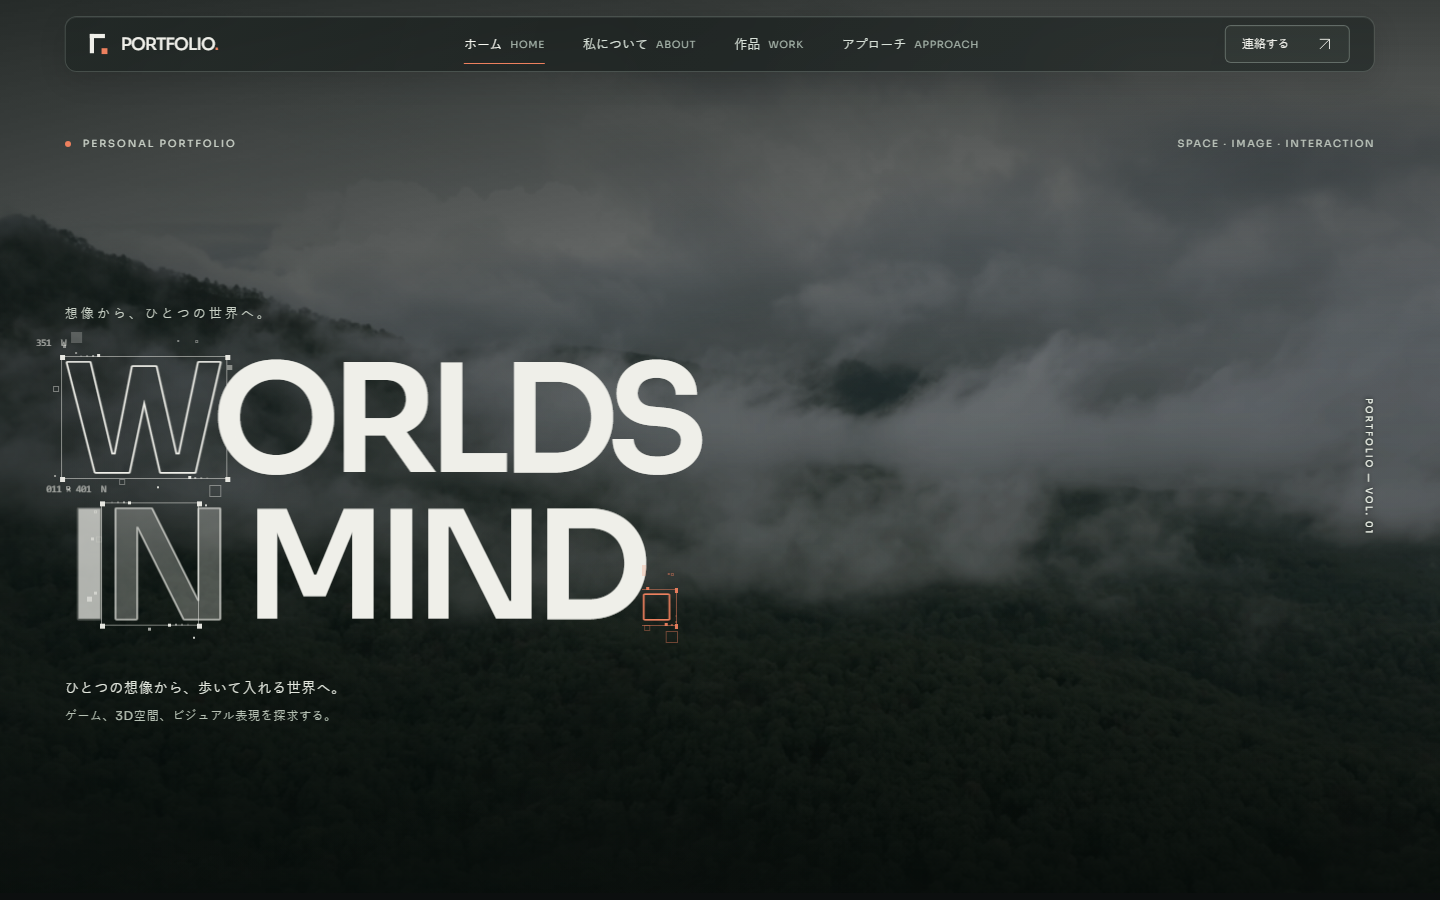 PORTFOLIO.
ホーム HOME
私について ABOUT
作品 WORK
アプローチ APPROACH
連絡する
PERSONAL PORTFOLIO
SPACE · IMAGE · INTERACTION
想像から、ひとつの世界へ。
351
WORLDS
011 401 N
IN MIND
PORTFOLIO — VOL. 01
ひとつの想像から、歩いて入れる世界へ。
ゲーム、3D空間、ビジュアル表現を探求する。